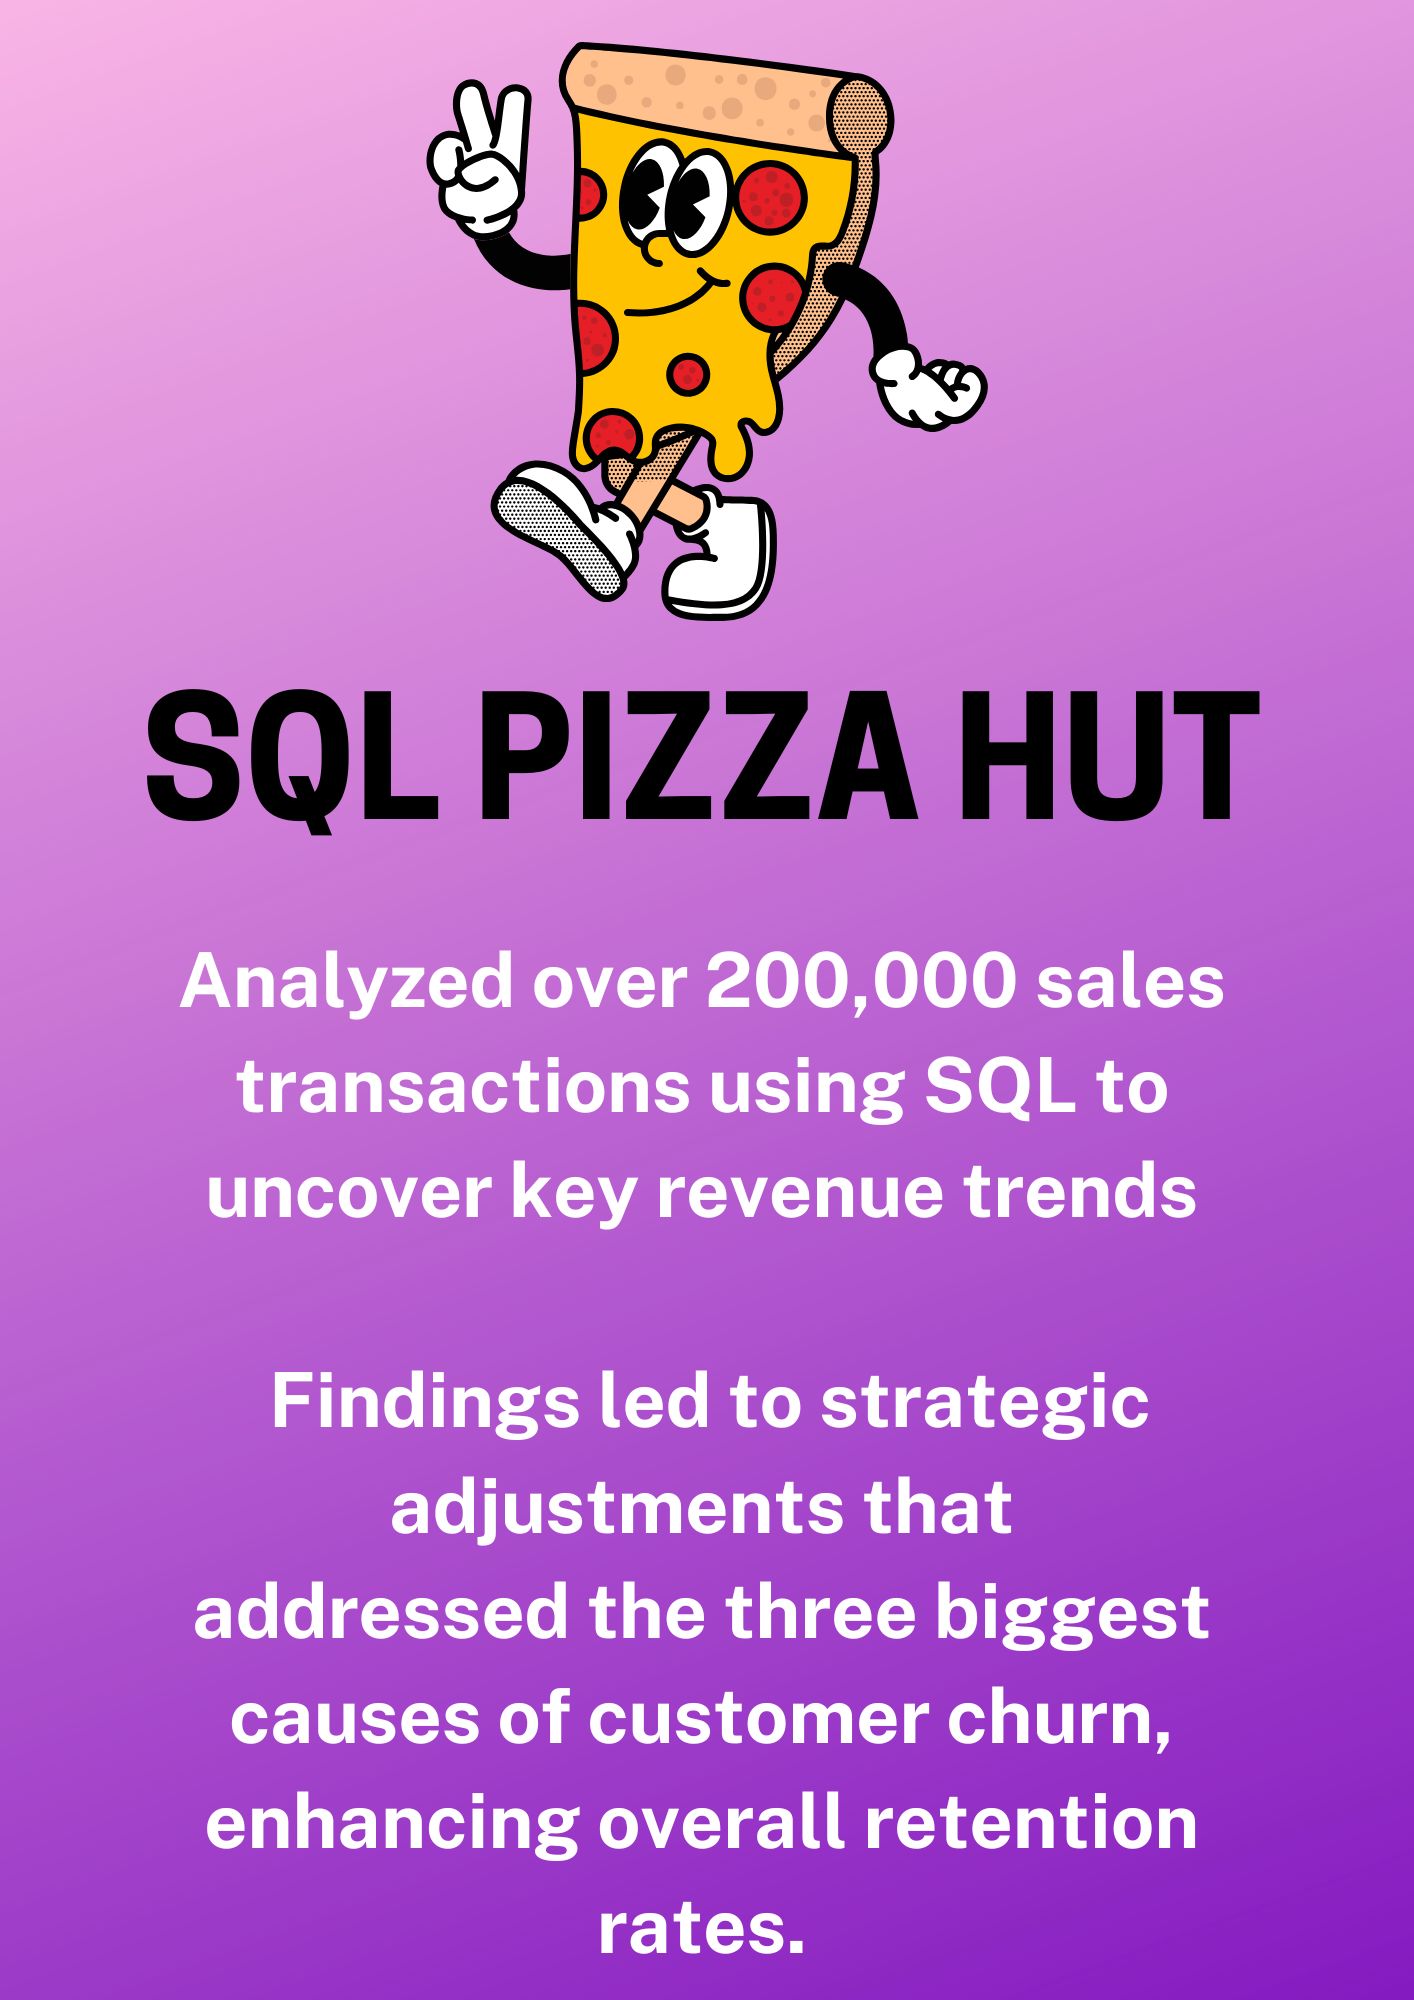 SQL PIZZA HUT
Analyzed over 200,000 sales
transactions using SQL to
uncover key revenue trends
Findings led to strategic
adjustments that
addressed the three biggest
causes of customer churn,
enhancing overall retention
rates.